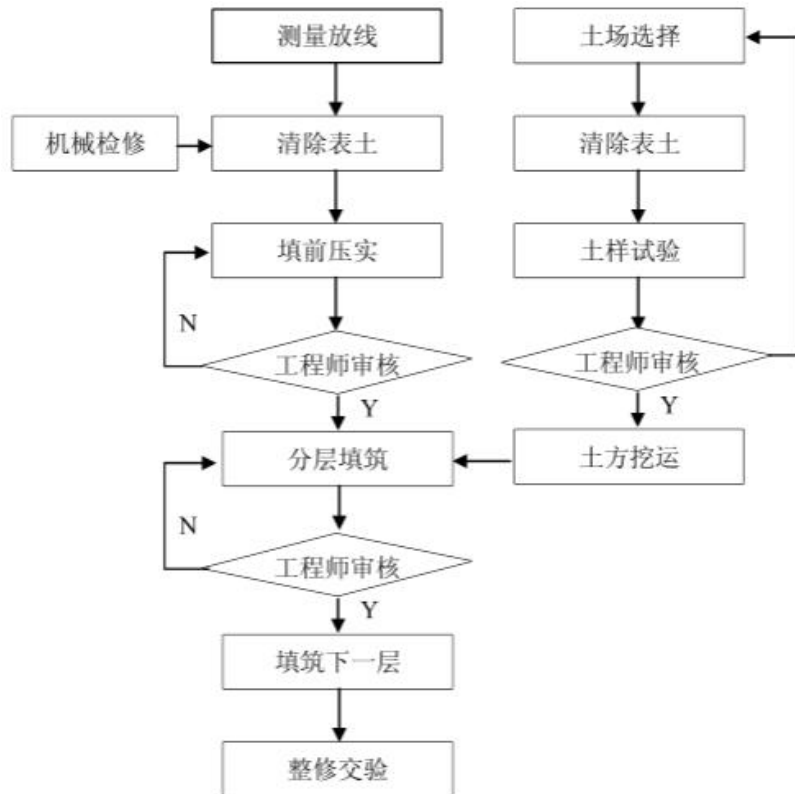 测量放线
土场选择
机械检修
清除表土
清除表土
填前压实
土样试验
N
工程师审核
工程师审核
Y
Y
分层填筑
土方挖运
N
工程师审核
Y
填筑下一层
整修交验